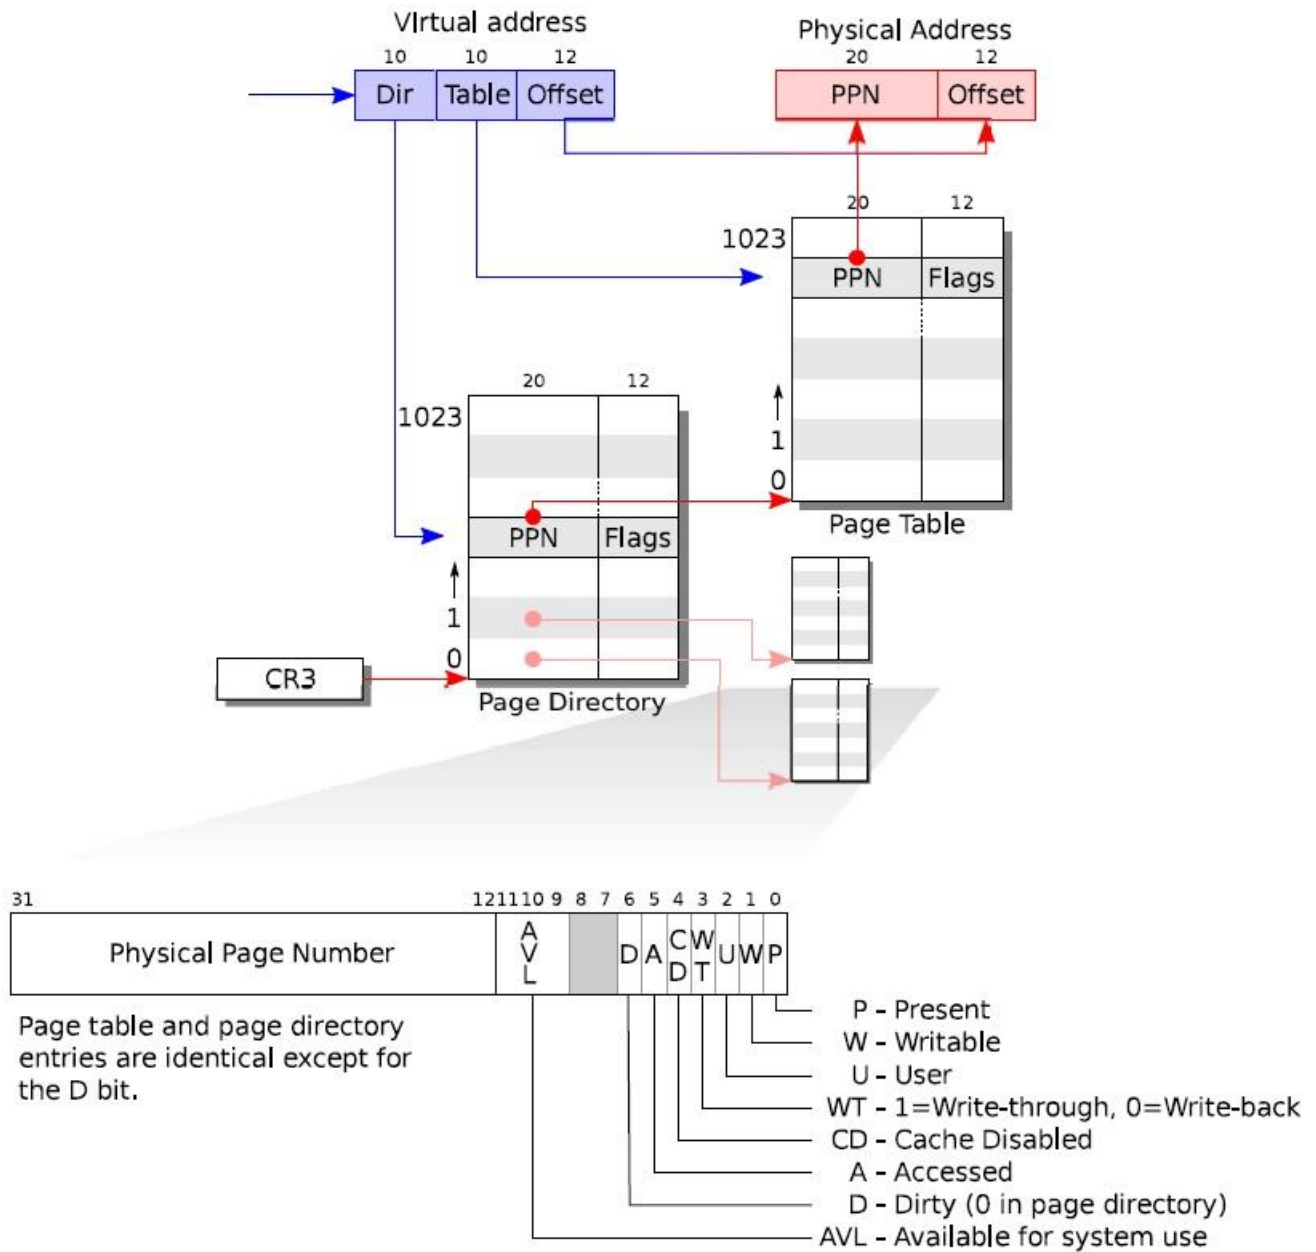 VIrtual address
Physical Address
10 10 12
20 12
Dir Table Offset
PPN Offset
20 12
1023
PPN Flags
20 12
1023
1
0
Page Table
PPN Flags
1
0
CR3
Page Directory
31 12 11 10 9 8 7 6 5 4 3 2 1 0
Physical Page Number
AVL
D A CD WT U W P
Page table and page directory
entries are identical except for
the D bit.
P - Present
W - Writable
U - User
WT - 1=Write-through, 0=Write-back
CD - Cache Disabled
A - Accessed
D - Dirty (0 in page directory)
AVL - Available for system use